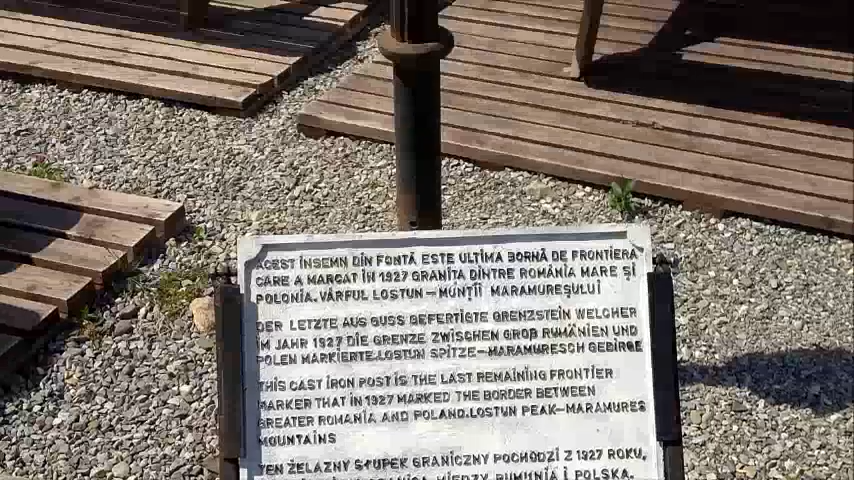 ACEST ÎNSEMN DIN FONTĂ ESTE ULTIMA BORNĂ DE FRONTIERA
CARE A MARCAT ÎN 1927 GRANIȚA DINTRE ROMÂNIA MARE ȘI
POLONIA. VÂRFUL LOSTUN – MUNȚII MARAMUREȘULUI
DER LETZTE AUS GUSS GEFERTIGTE GRENZSTEIN WELCHER
IM JAHR 1927 DIE GRENZE ZWISCHEN GROß RUMÄNIEN UND
POLEN MARKIERTE.LOSTUN SPITZE–MARAMURESCH GEBIRGE
THIS CAST IRON POST IS THE LAST REMAINING FRONTIER
MARKER THAT IN 1927 MARKED THE BORDER BETWEEN
GREATER ROMANIA AND POLAND.LOSTUN PEAK–MARAMURES
MOUNTAINS
TEN ŻELAZNY SŁUPEK GRANICZNY POCHODZI Z 1927 ROKU,
MIĘDZY RUMUNIA I POLSKA.